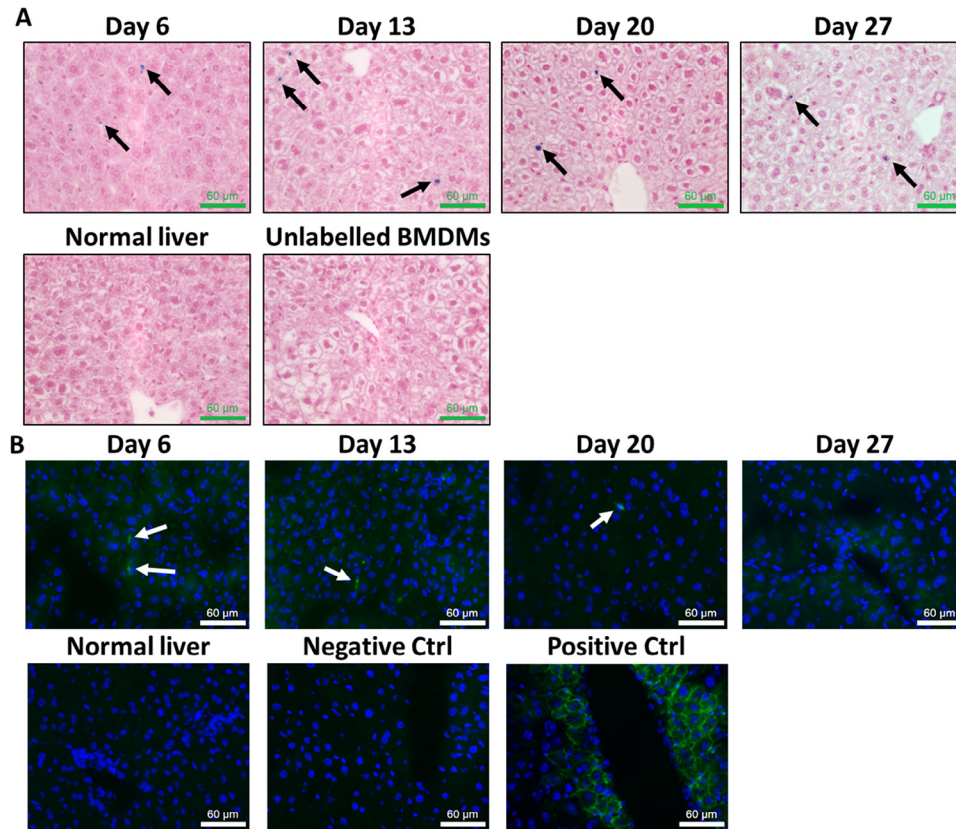 A
Day 6 Day 13 Day 20 Day 27
60 µm 60 µm 60 µm 60 µm
Normal liver Unlabelled BMDMs
60 µm 60 µm
B
Day 6 Day 13 Day 20 Day 27
60 µm 60 µm 60 µm 60 µm
Normal liver Negative Ctrl Positive Ctrl
60 µm 60 µm 60 µm